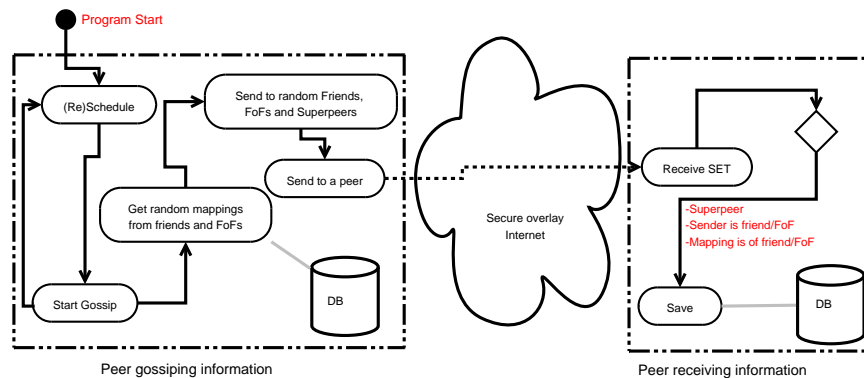 Program Start
(Re)Schedule
Send to random Friends,
FoFs and Superpeers
Send to a peer
Get random mappings
from friends and FoFs
Start Gossip
DB
Peer gossiping information
Secure overlay
Internet
Receive SET
-Superpeer
-Sender is friend/FoF
-Mapping is of friend/FoF
Save
DB
Peer receiving information